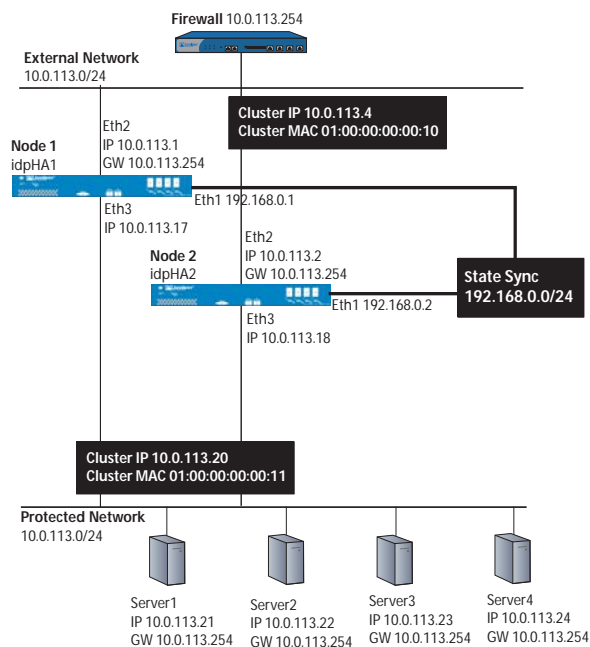 Firewall 10.0.113.254
External Network
10.0.113.0/24
Cluster IP 10.0.113.4
Cluster MAC 01:00:00:00:00:10
Eth2
IP 10.0.113.1
GW 10.0.113.254
Node 1
idpHA1
Eth1 192.168.0.1
Eth3
IP 10.0.113.17
Eth2
IP 10.0.113.2
GW 10.0.113.254
Node 2
idpHA2
Eth1 192.168.0.2
State Sync
192.168.0.0/24
Eth3
IP 10.0.113.18
Cluster IP 10.0.113.20
Cluster MAC 01:00:00:00:00:11
Protected Network
10.0.113.0/24
Server1
IP 10.0.113.21
GW 10.0.113.254
Server2
IP 10.0.113.22
GW 10.0.113.254
Server3
IP 10.0.113.23
GW 10.0.113.254
Server4
IP 10.0.113.24
GW 10.0.113.254